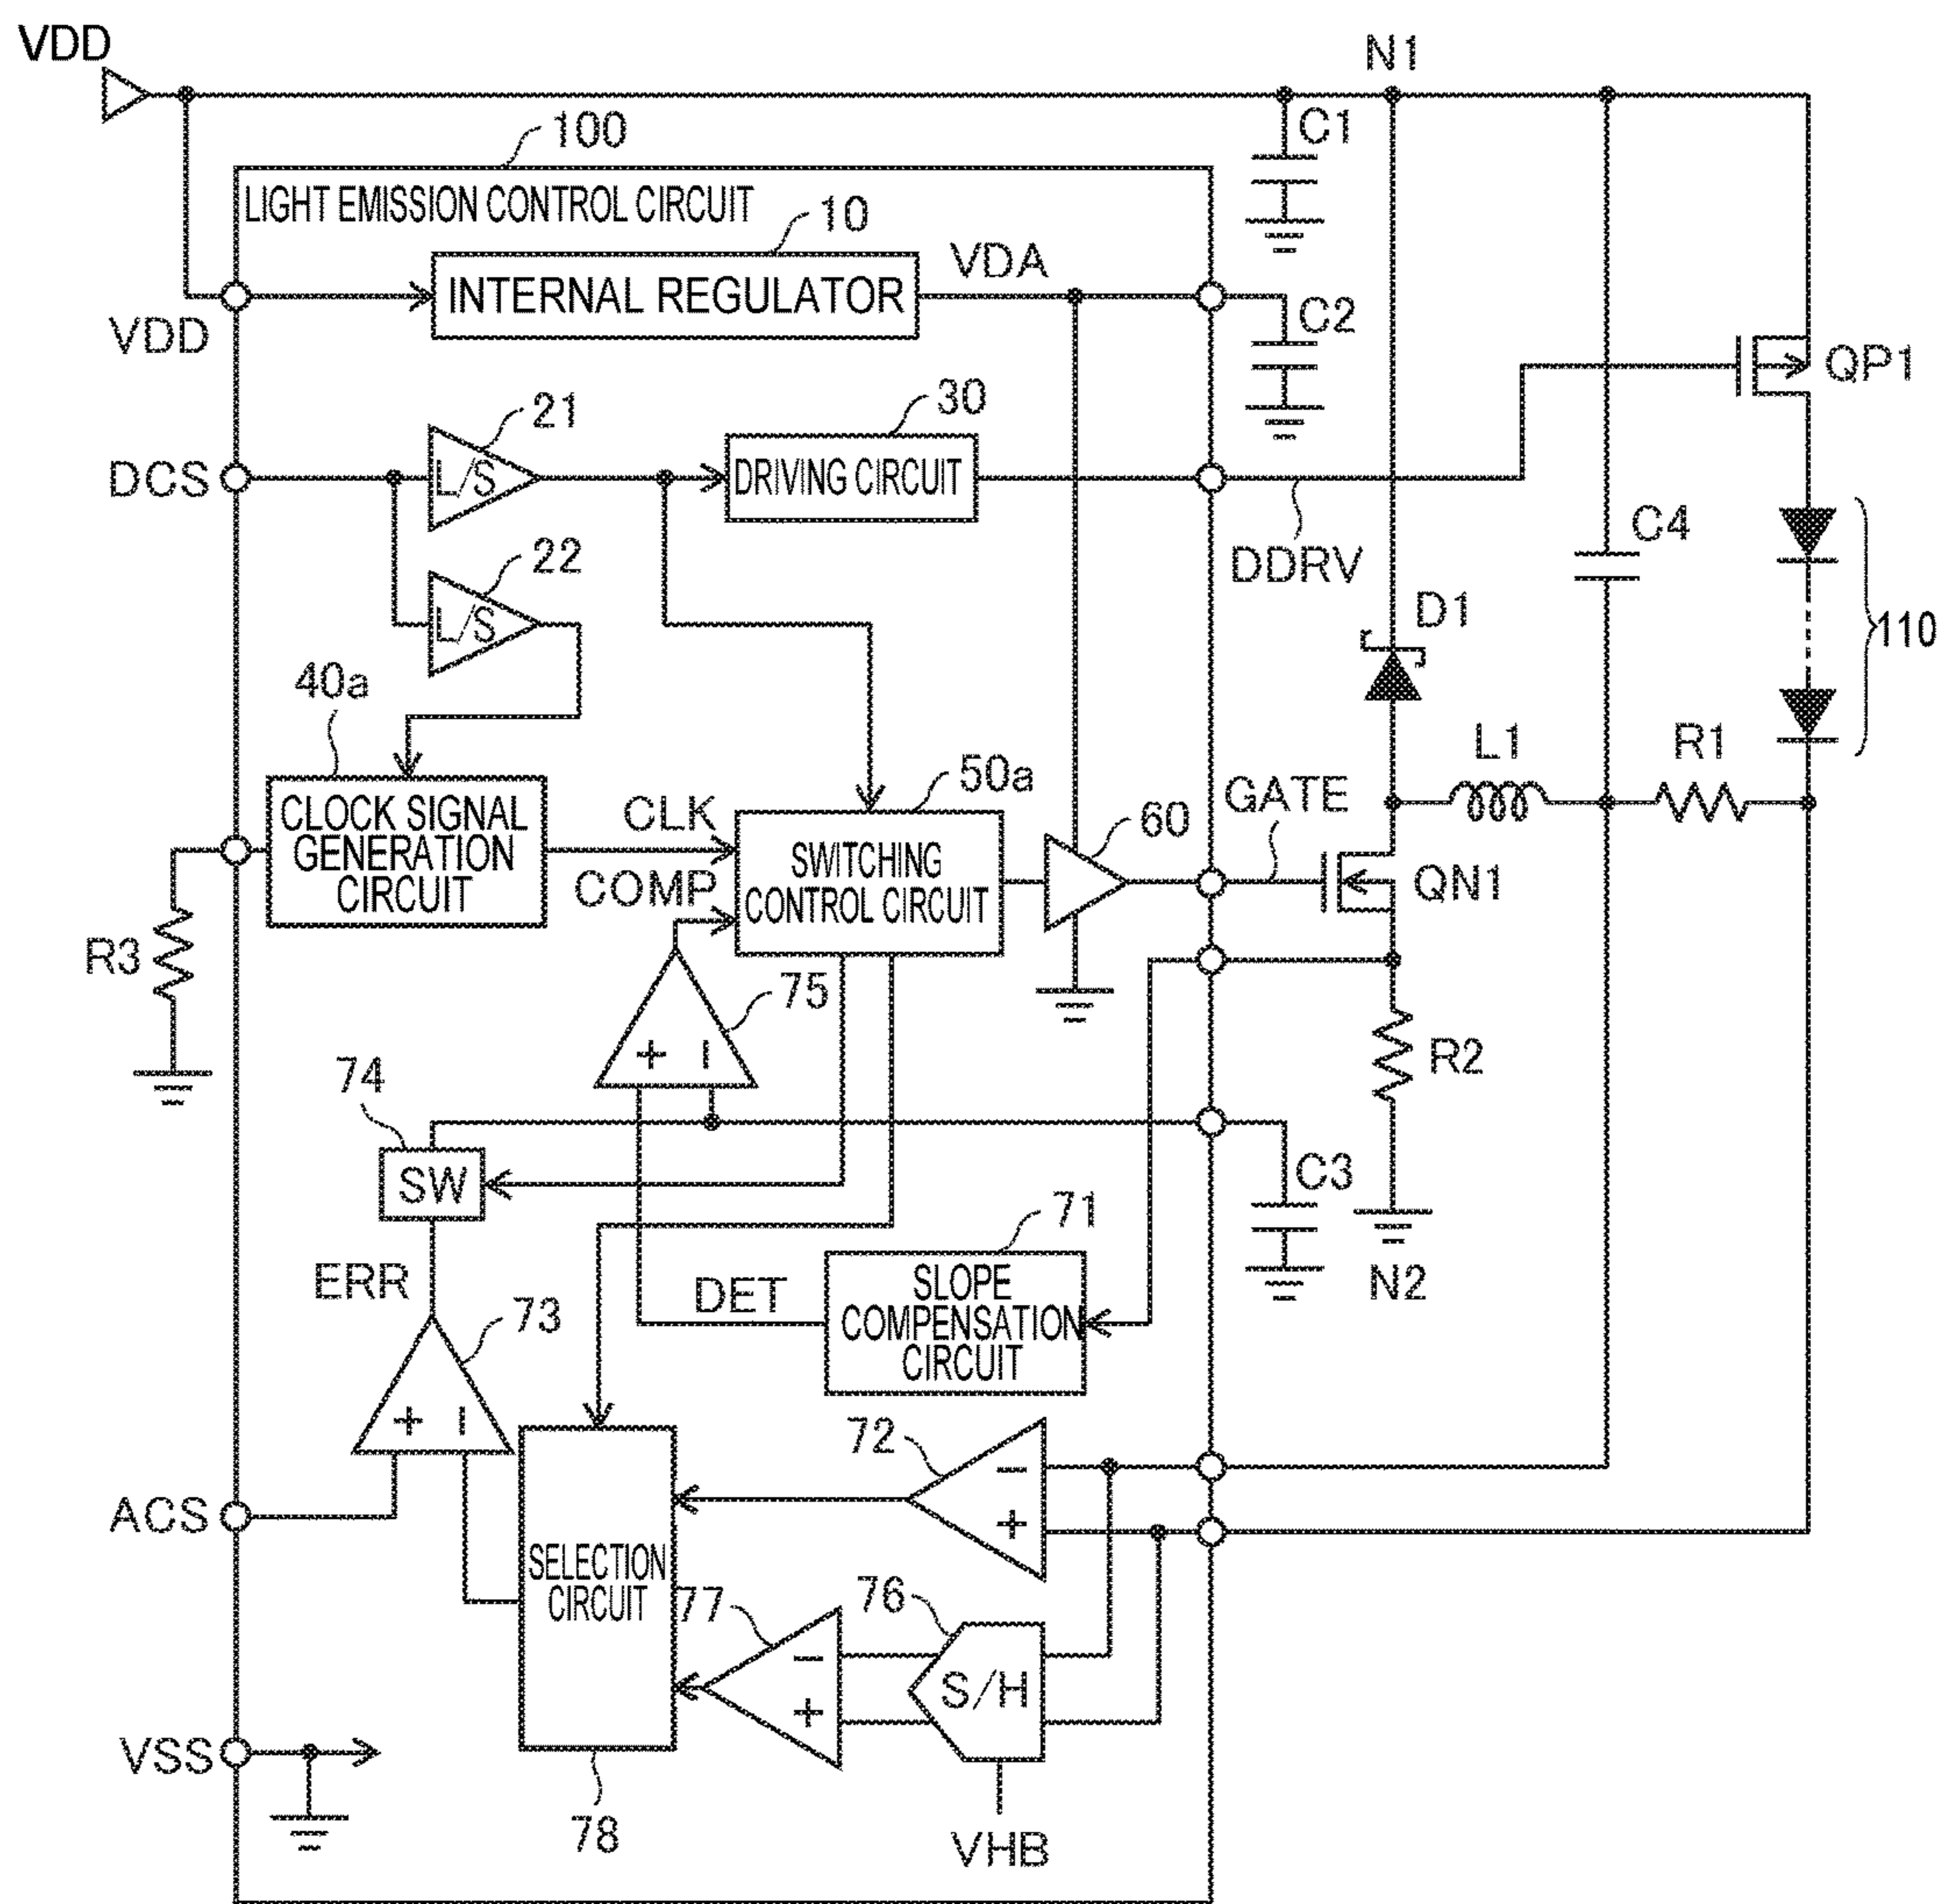 VDD
N1
100
C1
LIGHT EMISSION CONTROL CIRCUIT
10
VDA
INTERNAL REGULATOR
C2
VDD
QP1
21
30
DCS
L/S
DRIVING CIRCUIT
C4
22
DDRV
L/S
D1
110
40a
L1
R1
50a
GATE
CLOCK SIGNAL
GENERATION
CIRCUIT
CLK
60
COMP
SWITCHING
CONTROL CIRCUIT
QN1
R3
75
+
−
R2
74
SW
C3
71
ERR
DET
SLOPE
COMPENSATION
CIRCUIT
N2
73
+
−
72
−
+
ACS
SELECTION
CIRCUIT
77
76
−
+
S/H
VSS
78
VHB